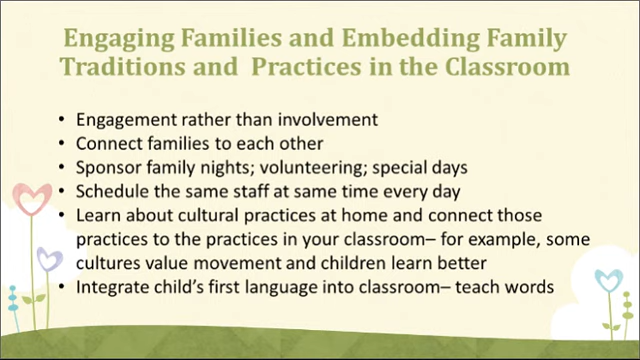 Engaging Families and Embedding Family
Traditions and Practices in the Classroom
• Engagement rather than involvement
• Connect families to each other
• Sponsor family nights; volunteering; special days
• Schedule the same staff at same time every day
• Learn about cultural practices at home and connect those
practices to the practices in your classroom– for example, some
cultures value movement and children learn better
• Integrate child's first language into classroom– teach words